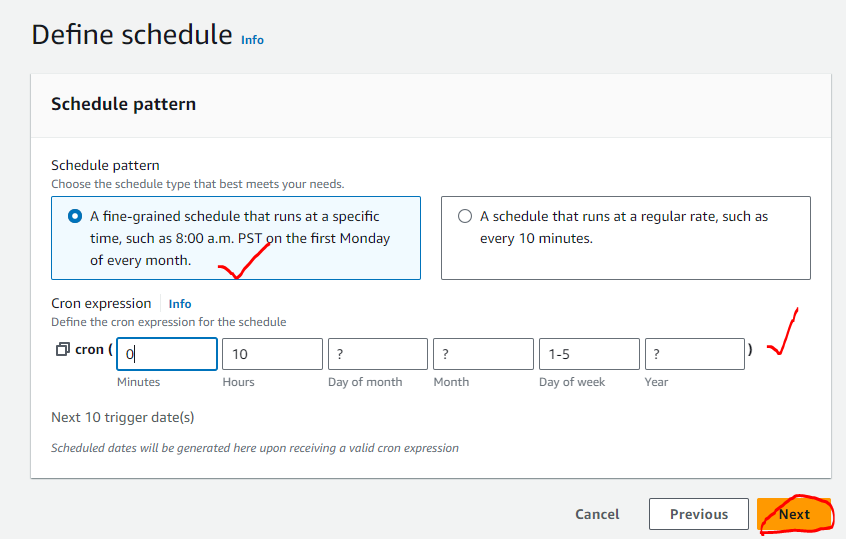 Define schedule Info
Schedule pattern
Schedule pattern
Choose the schedule type that best meets your needs.
A fine-grained schedule that runs at a specific
time, such as 8:00 a.m. PST on the first Monday
of every month.
A schedule that runs at a regular rate, such as
every 10 minutes.
Cron expression Info
Define the cron expression for the schedule
cron ( 0 10 ? ? 1-5 ? )
Minutes Hours Day of month Month Day of week Year
Next 10 trigger date(s)
Scheduled dates will be generated here upon receiving a valid cron expression
Cancel Previous Next